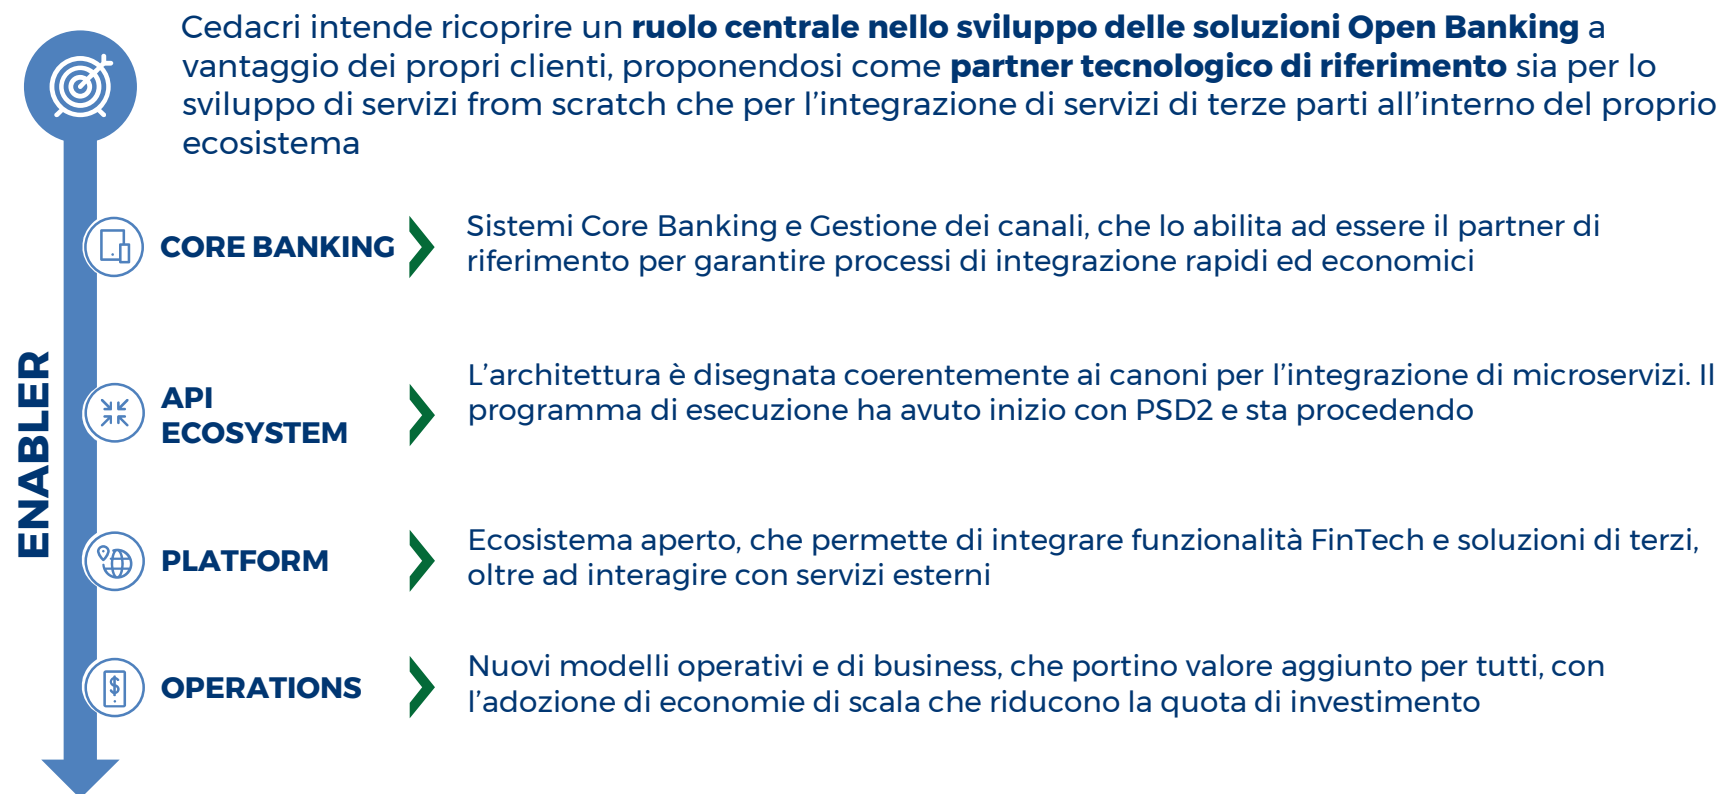 Cedacri intende ricoprire un ruolo centrale nello sviluppo delle soluzioni Open Banking a
vantaggio dei propri clienti, proponendosi come partner tecnologico di riferimento sia per lo
sviluppo di servizi from scratch che per l’integrazione di servizi di terze parti all’interno del proprio
ecosistema
ENABLER
CORE BANKING
Sistemi Core Banking e Gestione dei canali, che lo abilita ad essere il partner di
riferimento per garantire processi di integrazione rapidi ed economici
API
ECOSYSTEM
L’architettura è disegnata coerentemente ai canoni per l’integrazione di microservizi. Il
programma di esecuzione ha avuto inizio con PSD2 e sta procedendo
PLATFORM
Ecosistema aperto, che permette di integrare funzionalità FinTech e soluzioni di terzi,
oltre ad interagire con servizi esterni
$
OPERATIONS
Nuovi modelli operativi e di business, che portino valore aggiunto per tutti, con
l’adozione di economie di scala che riducono la quota di investimento